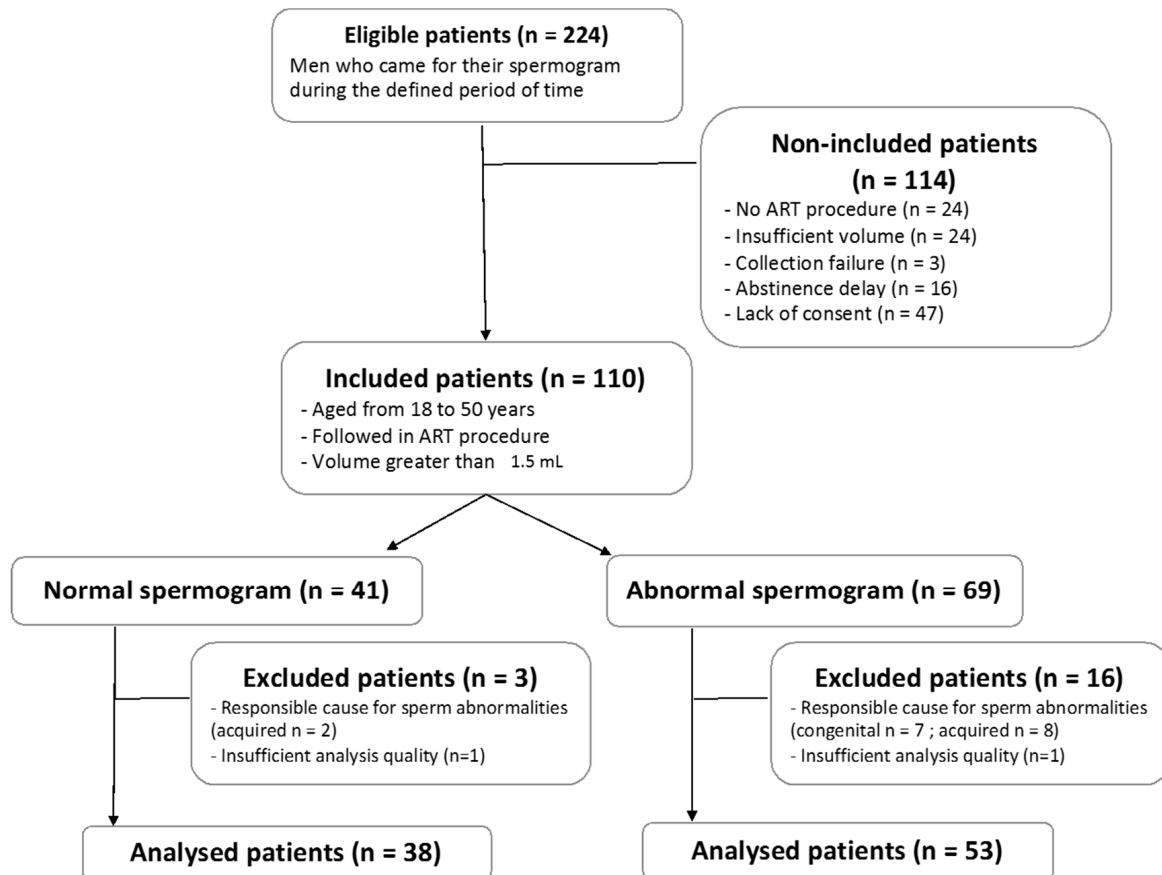 Eligible patients (n = 224)
Men who came for their spermogram
during the defined period of time
Non-included patients
(n = 114)
- No ART procedure (n = 24)
- Insufficient volume (n = 24)
- Collection failure (n = 3)
- Abstinence delay (n = 16)
- Lack of consent (n = 47)
Included patients (n = 110)
- Aged from 18 to 50 years
- Followed in ART procedure
- Volume greater than 1.5 mL
Normal spermogram (n = 41)
Abnormal spermogram (n = 69)
Excluded patients (n = 3)
- Responsible cause for sperm abnormalities
(acquired n = 2)
- Insufficient analysis quality (n=1)
Excluded patients (n = 16)
- Responsible cause for sperm abnormalities
(congenital n = 7 ; acquired n = 8)
- Insufficient analysis quality (n=1)
Analysed patients (n = 38)
Analysed patients (n = 53)